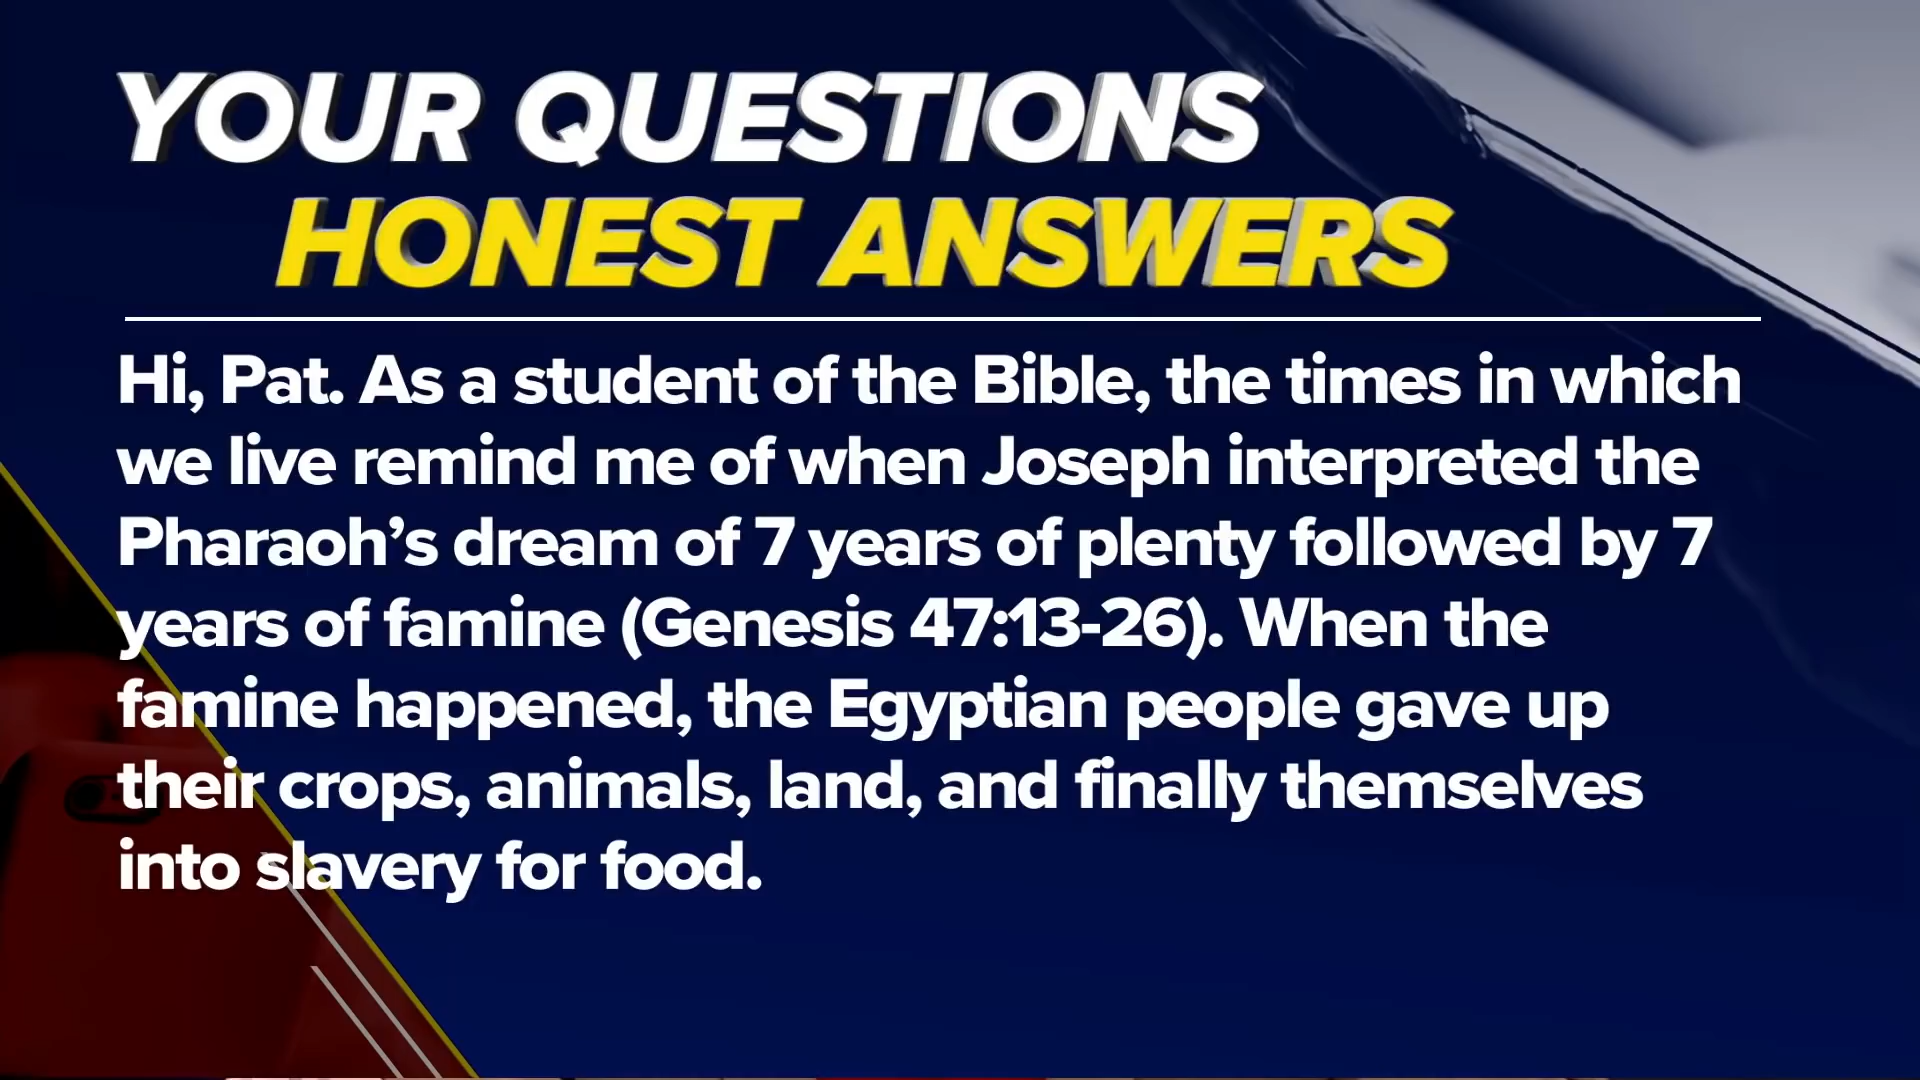 YOUR QUESTIONS
HONEST ANSWERS
Hi, Pat. As a student of the Bible, the times in which
we live remind me of when Joseph interpreted the
Pharaoh’s dream of 7 years of plenty followed by 7
years of famine (Genesis 47:13-26). When the
famine happened, the Egyptian people gave up
their crops, animals, land, and finally themselves
into slavery for food.